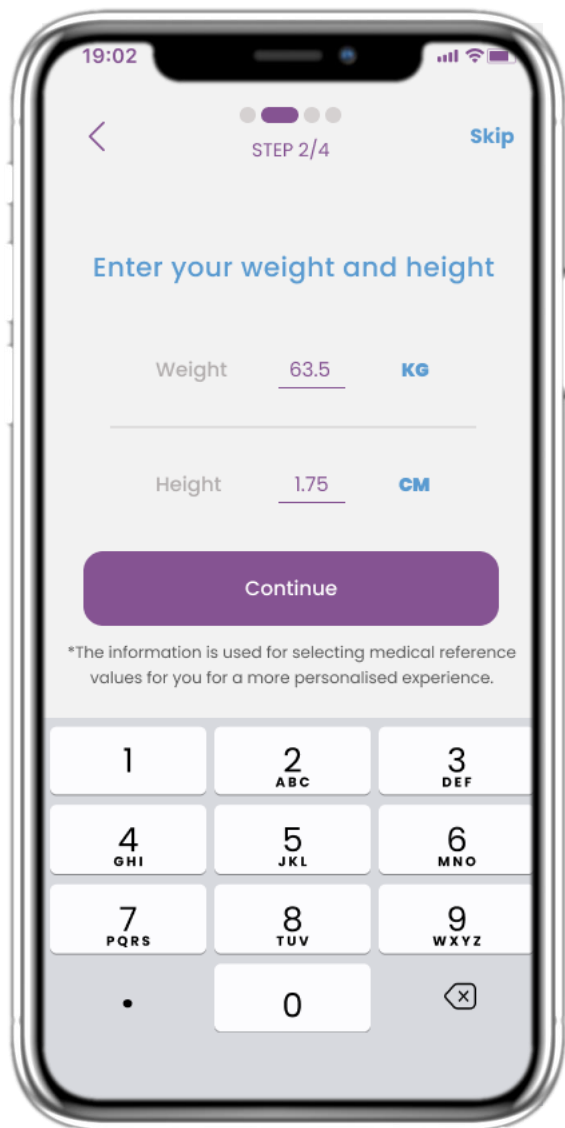 19:02
STEP 2/4
Skip
Enter your weight and height
Weight 63.5 KG
Height 1.75 CM
Continue
*The information is used for selecting medical reference
values for you for a more personalised experience.
1 2 3
ABC DEF
4 5 6
GHI JKL MNO
7 8 9
PQRS TUV WXYZ
. 0